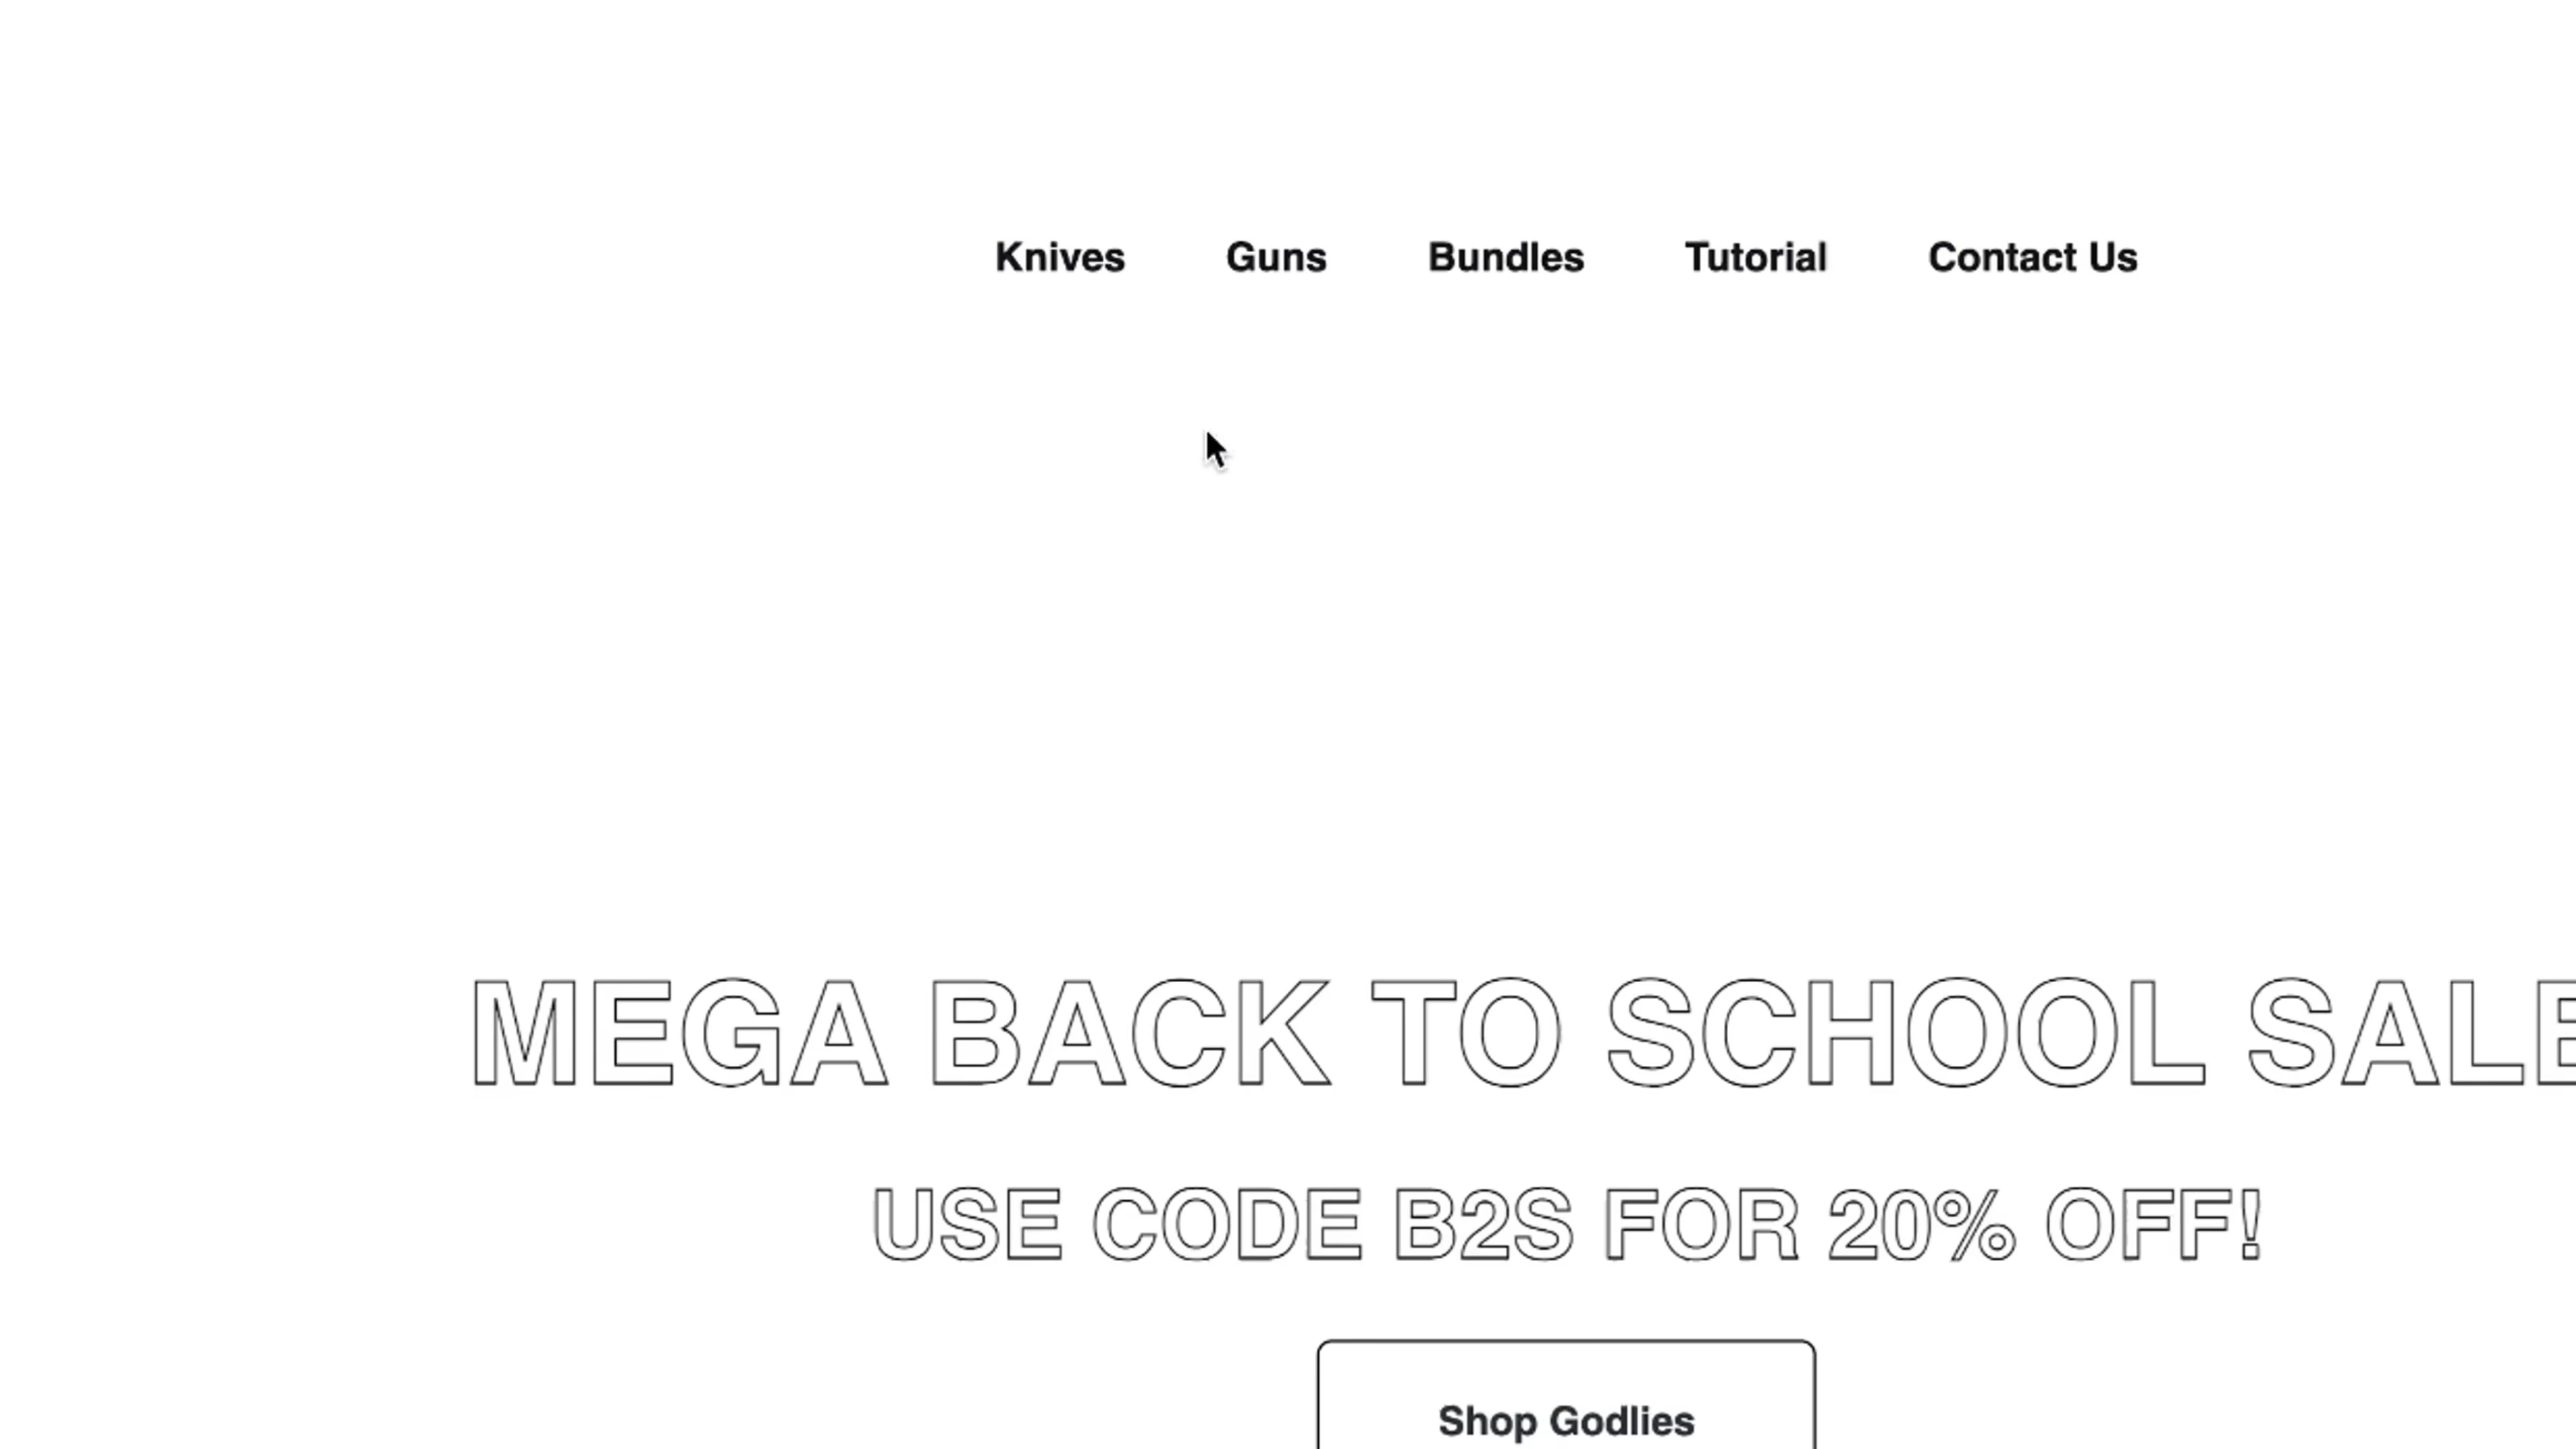 Knives Guns Bundles Tutorial Contact Us
MEGA BACK TO SCHOOL SALE
USE CODE B2S FOR 20% OFF!
Shop Godlies